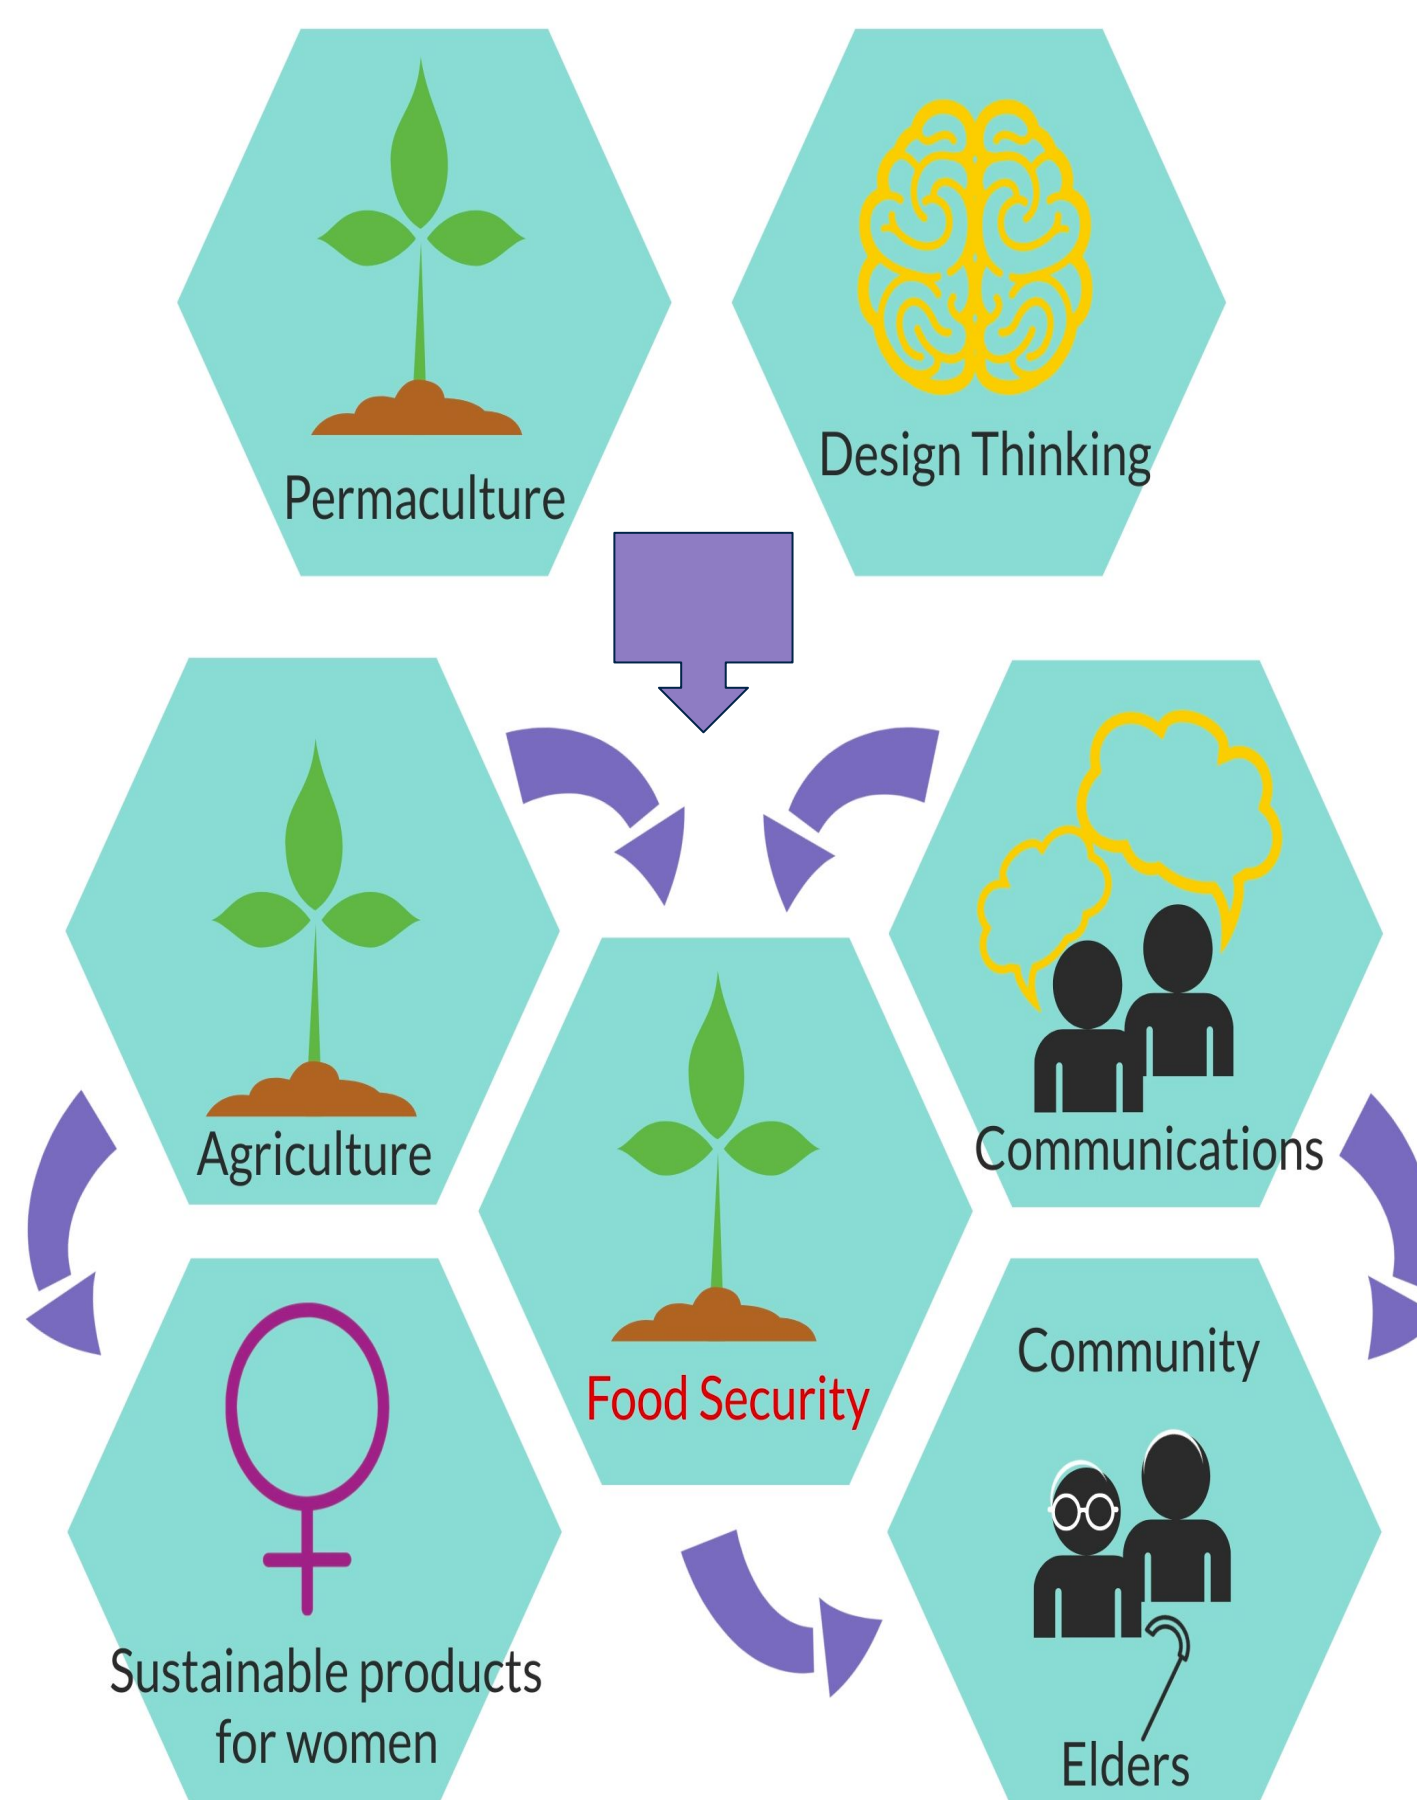 Permaculture
Design Thinking
Agriculture
Communications
Food Security
Sustainable products
for women
Community
Elders